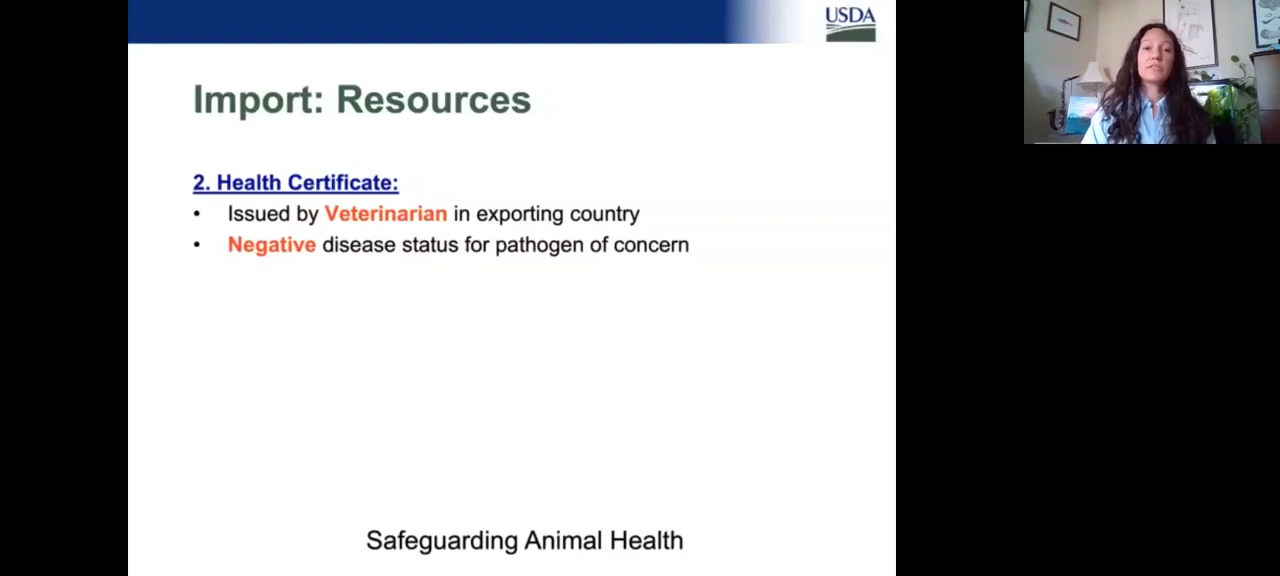 USDA
Import: Resources
2. Health Certificate:
• Issued by Veterinarian in exporting country
• Negative disease status for pathogen of concern
Safeguarding Animal Health